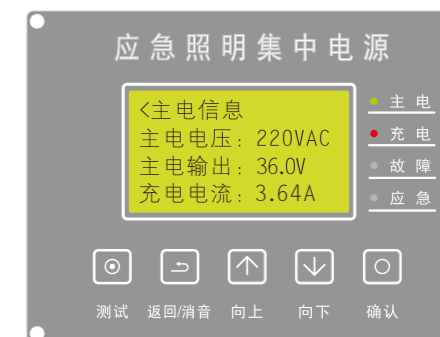 应急照明集中电源
<主电信息
主电电压：220VAC
主电输出：36.0V
充电电流：3.64A
主电
充电
故障
应急
测试 返回/消音 向上 向下 确认